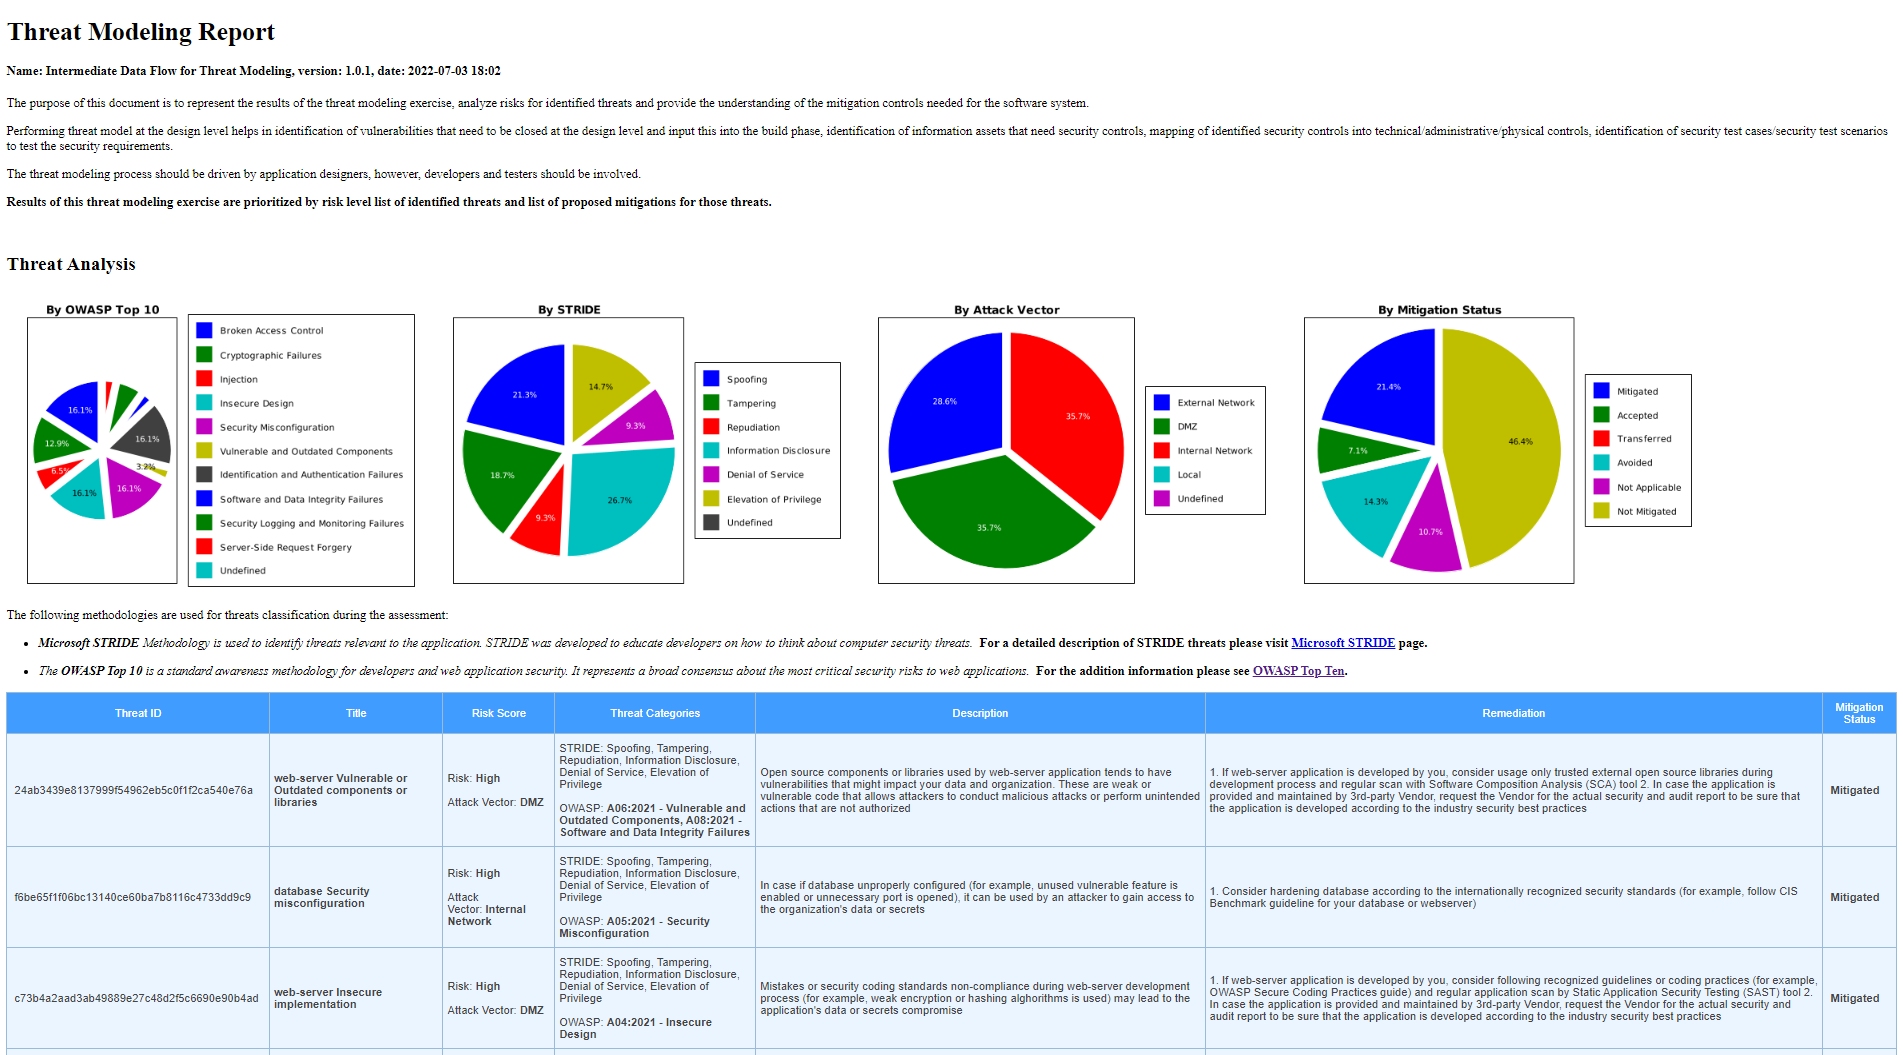 Threat Modeling Report
Name: Intermediate Data Flow for Threat Modeling, version: 1.0.1, date: 2022-07-03 18:02
The purpose of this document is to represent the results of the threat modeling exercise, analyze risks for identified threats and provide the understanding of the mitigation controls needed for the software system.
Performing threat model at the design level helps in identification of vulnerabilities that need to be closed at the design level and input this into the build phase, identification of information assets that need security controls, mapping of identified security controls into technical/administrative/physical controls, identification of security test cases/security test scenarios
to test the security requirements.
The threat modeling process should be driven by application designers, however, developers and testers should be involved.
Results of this threat modeling exercise are prioritized by risk level list of identified threats and list of proposed mitigations for those threats.
Threat Analysis
By OWASP Top 10
16.1%
12.9%
6.5%
16.1%
16.1%
3.2%
16.1%
Broken Access Control
Cryptographic Failures
Injection
Insecure Design
Security Misconfiguration
Vulnerable and Outdated Components
Identification and Authentication Failures
Software and Data Integrity Failures
Security Logging and Monitoring Failures
Server-Side Request Forgery
Undefined
By STRIDE
21.3%
14.7%
9.3%
18.7%
9.3%
26.7%
Spoofing
Tampering
Repudiation
Information Disclosure
Denial of Service
Elevation of Privilege
Undefined
By Attack Vector
28.6%
35.7%
35.7%
External Network
DMZ
Internal Network
Local
Undefined
By Mitigation Status
21.4%
7.1%
14.3%
10.7%
46.4%
Mitigated
Accepted
Transferred
Avoided
Not Applicable
Not Mitigated
The following methodologies are used for threats classification during the assessment:
• Microsoft STRIDE Methodology is used to identify threats relevant to the application. STRIDE was developed to educate developers on how to think about computer security threats. For a detailed description of STRIDE threats please visit Microsoft STRIDE page.
• The OWASP Top 10 is a standard awareness methodology for developers and web application security. It represents a broad consensus about the most critical security risks to web applications. For the addition information please see OWASP Top Ten.
Threat ID
Title
Risk Score
Threat Categories
Description
Remediation
Mitigation
Status
24ab3439e8137999f54962eb5c0f1f2ca540e76a
web-server Vulnerable or
Outdated components or
libraries
Risk: High
Attack Vector: DMZ
STRIDE: Spoofing, Tampering,
Repudiation, Information Disclosure,
Denial of Service, Elevation of
Privilege
OWASP: A06:2021 - Vulnerable and
Outdated Components, A08:2021 -
Software and Data Integrity Failures
Open source components or libraries used by web-server application tends to have
vulnerabilities that might impact your data and organization. These are weak or
vulnerable code that allows attackers to conduct malicious attacks or perform unintended
actions that are not authorized
1. If web-server application is developed by you, consider usage only trusted external open source libraries during
development process and regular scan with Software Composition Analysis (SCA) tool 2. In case the application is
provided and maintained by 3rd-party Vendor, request the Vendor for the actual security and audit report to be sure that
the application is developed according to the industry security best practices
Mitigated
f6be65f1f06bc13140ce60ba7b8116c4733dd9c9
database Security
misconfiguration
Risk: High
Attack
Vector: Internal
Network
STRIDE: Spoofing, Tampering,
Repudiation, Information Disclosure,
Denial of Service, Elevation of
Privilege
OWASP: A05:2021 - Security
Misconfiguration
In case if database unproperly configured (for example, unused vulnerable feature is
enabled or unnecessary port is opened), it can be used by an attacker to gain access to
the organization's data or secrets
1. Consider hardening database according to the internationally recognized security standards (for example, follow CIS
Benchmark guideline for your database or webserver)
Mitigated
c73b4a2aad3ab49889e27c48d2f5c6690e90b4ad
web-server Insecure
implementation
Risk: High
Attack Vector: DMZ
STRIDE: Spoofing, Tampering,
Repudiation, Information Disclosure,
Denial of Service, Elevation of
Privilege
OWASP: A04:2021 - Insecure
Design
Mistakes or security coding standards non-compliance during web-server development
process (for example, weak encryption or hashing alghorithms is used) may lead to the
application's data or secrets compromise
1. If web-server application is developed by you, consider following recognized guidelines or coding practices (for example,
OWASP Secure Coding Practices guide) and regular application scan by Static Application Security Testing (SAST) tool 2.
In case the application is provided and maintained by 3rd-party Vendor, request the Vendor for the actual security and
audit report to be sure that the application is developed according to the industry security best practices
Mitigated